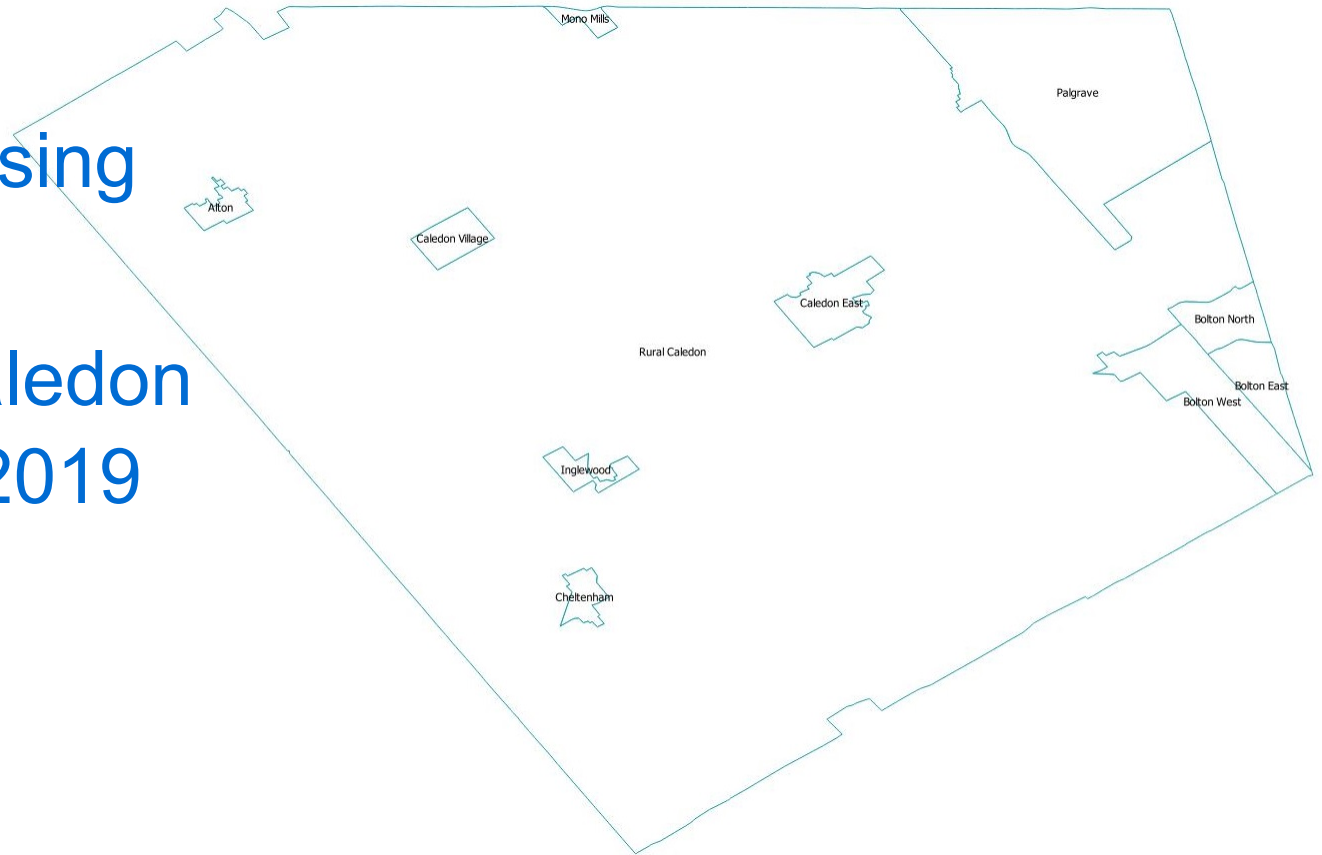 Mono Mills
Palgrave
sing
Alton
Caledon Village
Caledon East
Bolton North
Rural Caledon
ledon
Bolton East
Bolton West
Inglewood
2019
Cheltenham